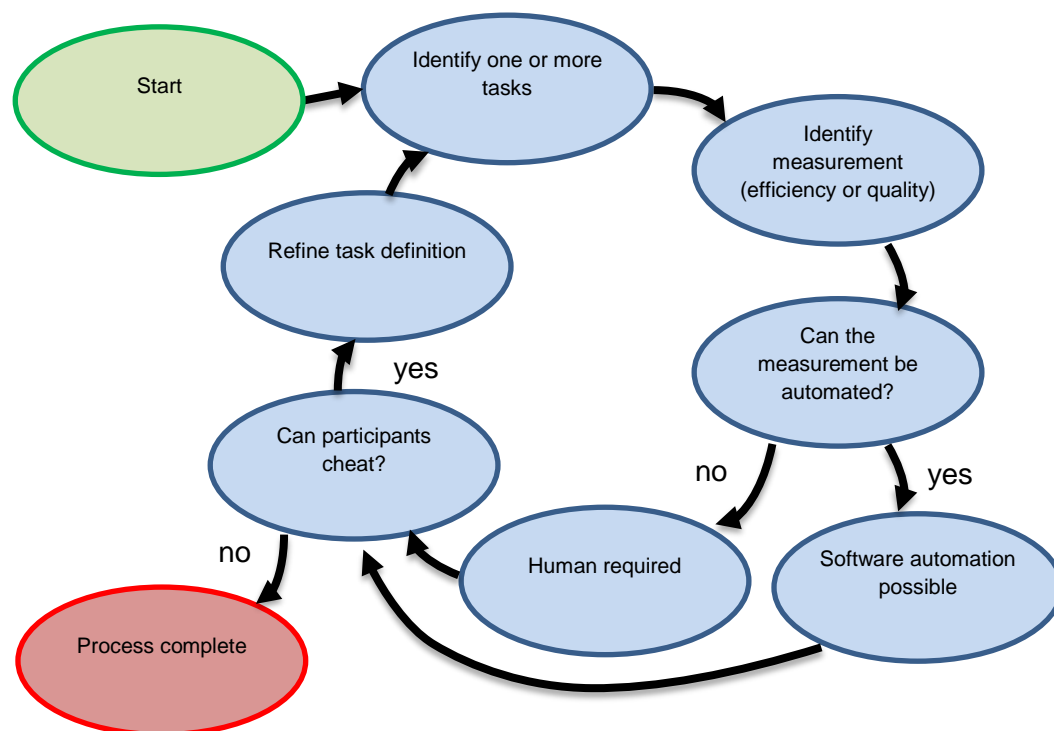 Start
Identify one or more
tasks
Identify
measurement
(efficiency or quality)
Refine task definition
Can the
measurement be
automated?
yes
Can participants
cheat?
no
yes
no
Human required
Software automation
possible
Process complete